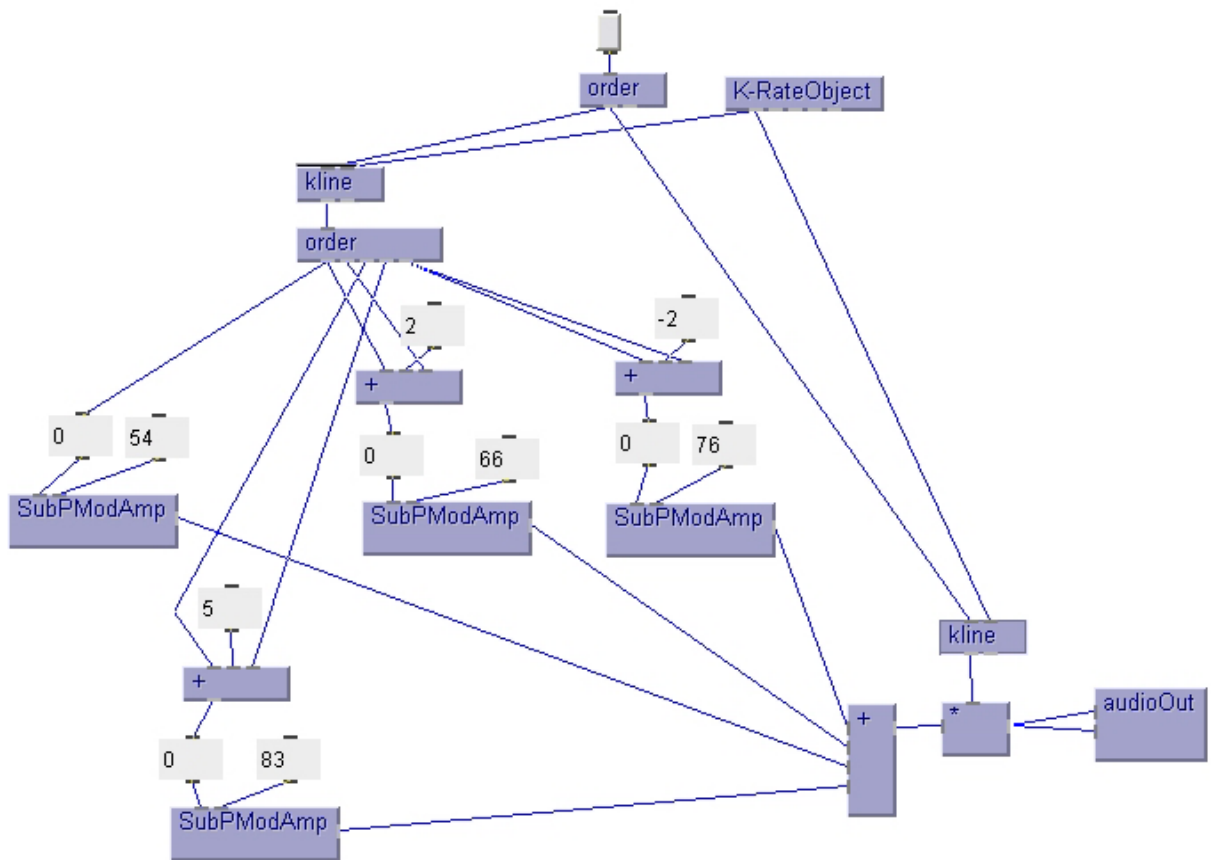 order
K-RateObject
kline
order
2
-2
+
+
0
54
0
66
0
76
SubPModAmp
SubPModAmp
SubPModAmp
5
kline
+
+
*
audioOut
0
83
SubPModAmp